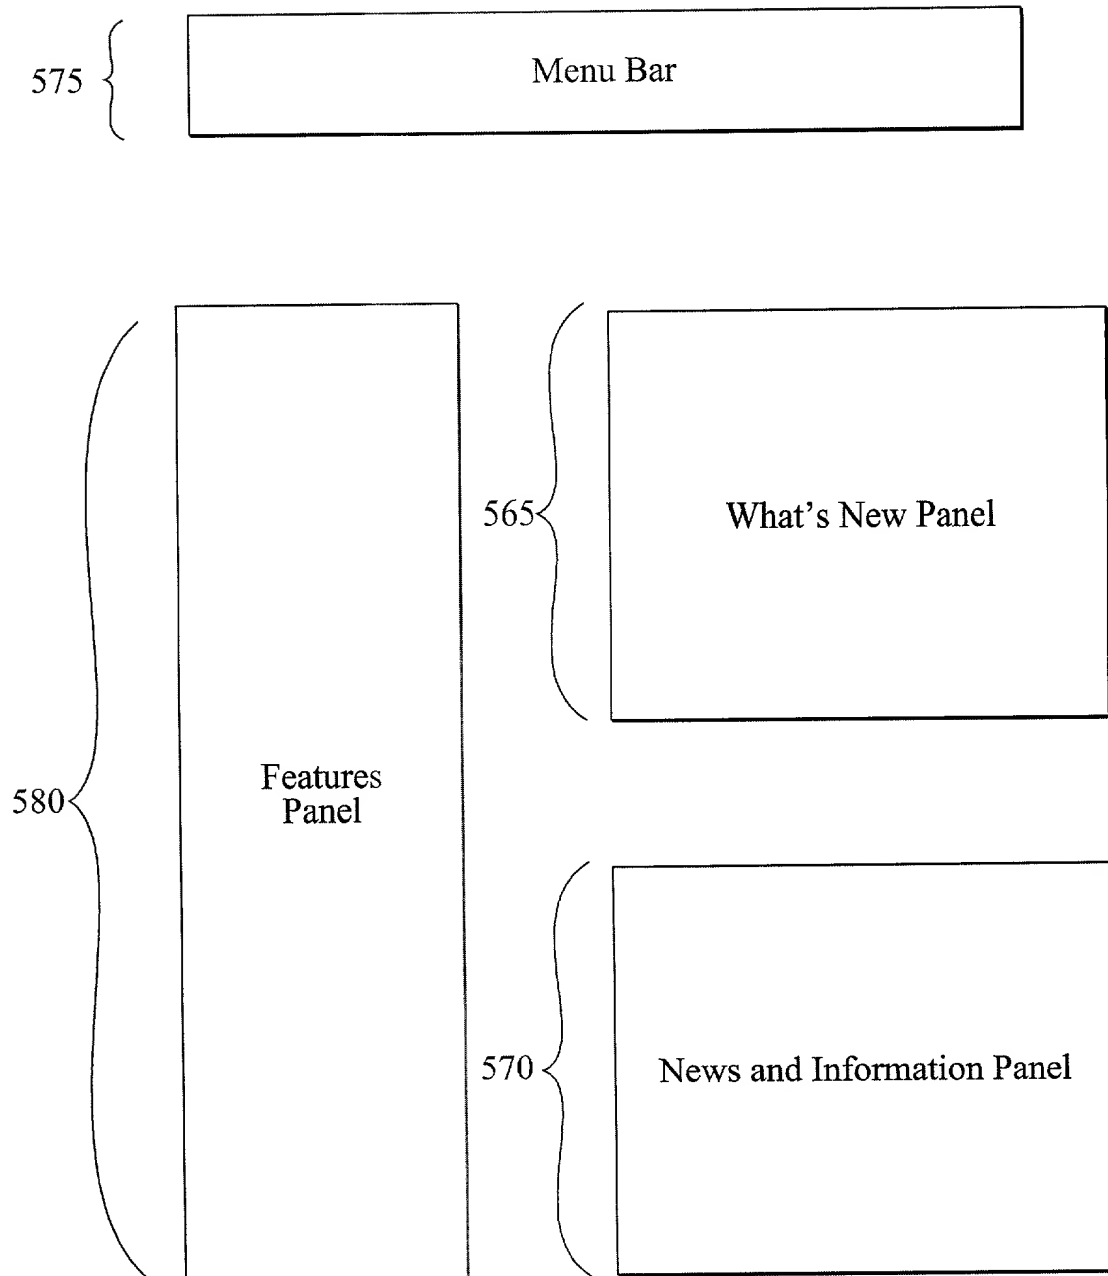 575
Menu Bar
565
What's New Panel
580
Features
Panel
570
News and Information Panel